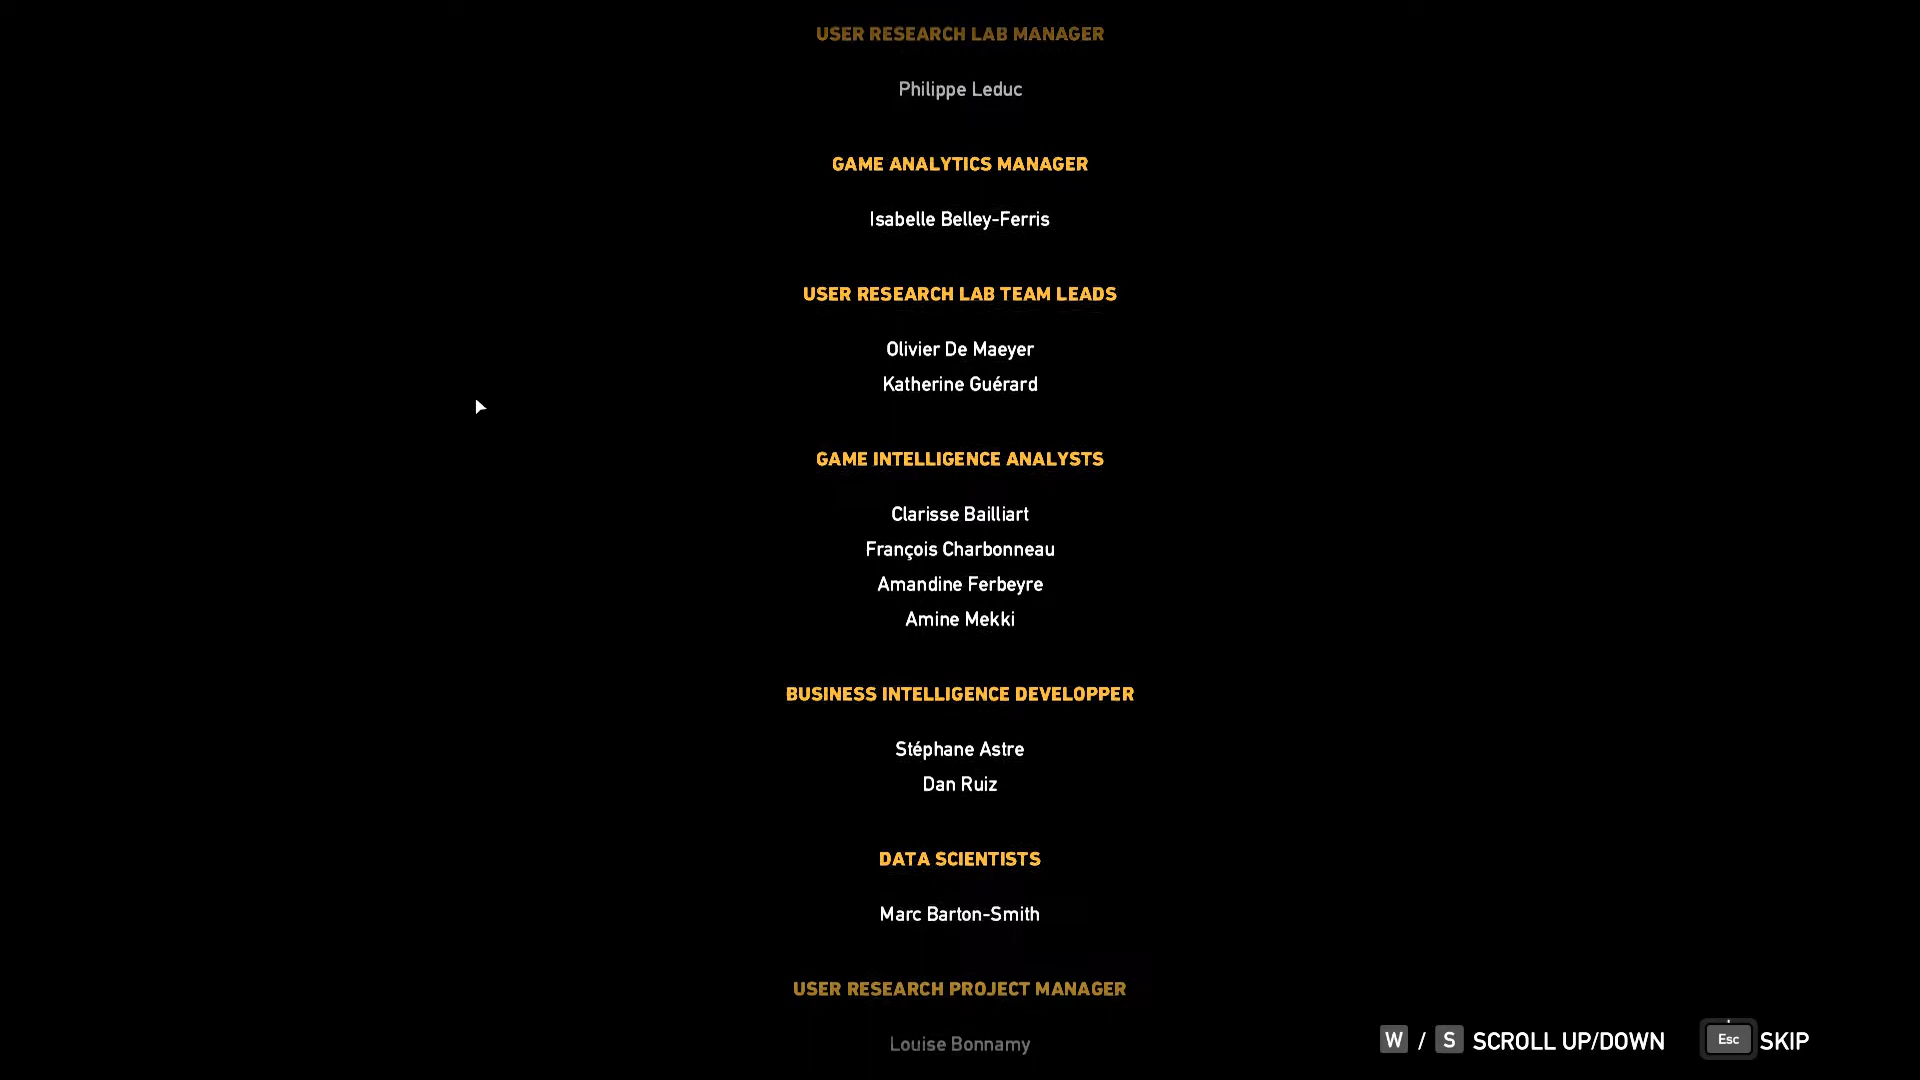 USER RESEARCH LAB MANAGER
Philippe Leduc
GAME ANALYTICS MANAGER
Isabelle Belley-Ferris
USER RESEARCH LAB TEAM LEADS
Olivier De Maeyer
Katherine Guérard
GAME INTELLIGENCE ANALYSTS
Clarisse Bailliart
François Charbonneau
Amandine Ferbeyre
Amine Mekki
BUSINESS INTELLIGENCE DEVELOPPER
Stéphane Astre
Dan Ruiz
DATA SCIENTISTS
Marc Barton-Smith
USER RESEARCH PROJECT MANAGER
Louise Bonnamy
W / S SCROLL UP/DOWN Esc SKIP